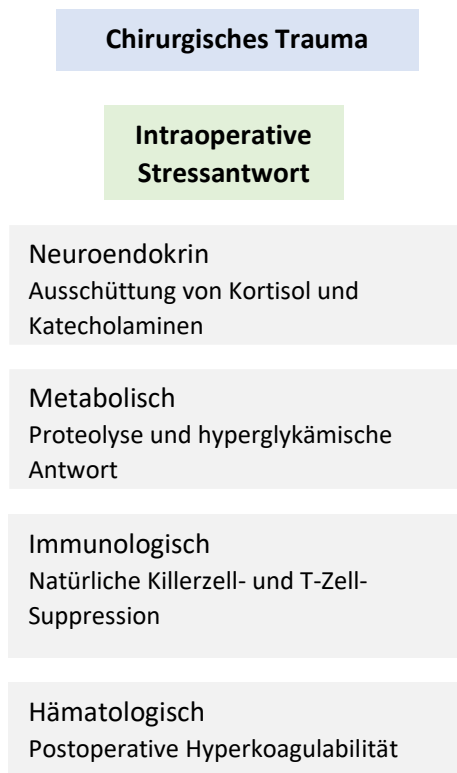 Chirurgisches Trauma
Intraoperative
Stressantwort
Neuroendokrin
Ausschüttung von Kortisol und
Katecholaminen
Metabolisch
Proteolyse und hyperglykämische
Antwort
Immunologisch
Natürliche Killerzell- und T-Zell-
Suppression
Hämatologisch
Postoperative Hyperkoagulabilität